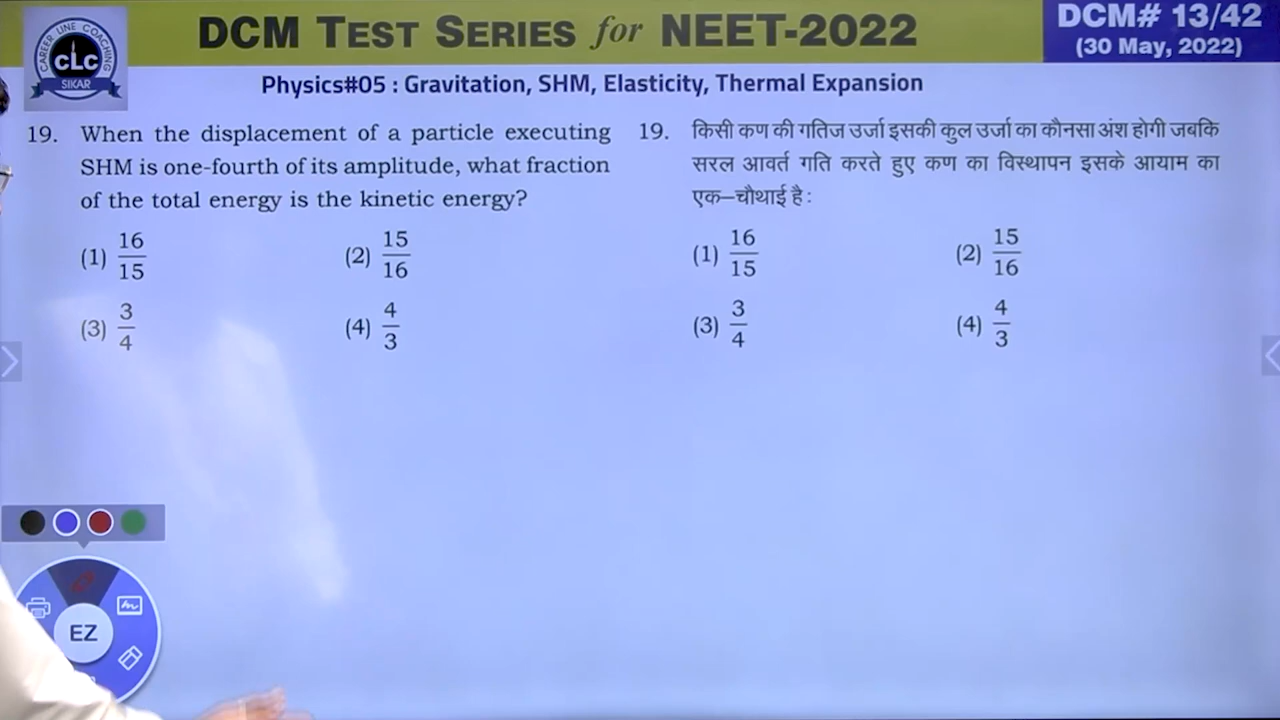 DCM TEST SERIES for NEET-2022
DCM# 13/42
(30 May, 2022)
CAREER LINE COACHING
cLc
SIKAR
Physics#05 : Gravitation, SHM, Elasticity, Thermal Expansion
19. When the displacement of a particle executing
SHM is one-fourth of its amplitude, what fraction
of the total energy is the kinetic energy?
(1) 16/15 (2) 15/16
(3) 3/4 (4) 4/3
19. किसी कण की गतिज उर्जा इसकी कुल उर्जा का कौनसा अंश होगी जबकि
सरल आवर्त गति करते हुए कण का विस्थापन इसके आयाम का
एक–चौथाई है :
(1) 16/15 (2) 15/16
(3) 3/4 (4) 4/3
EZ